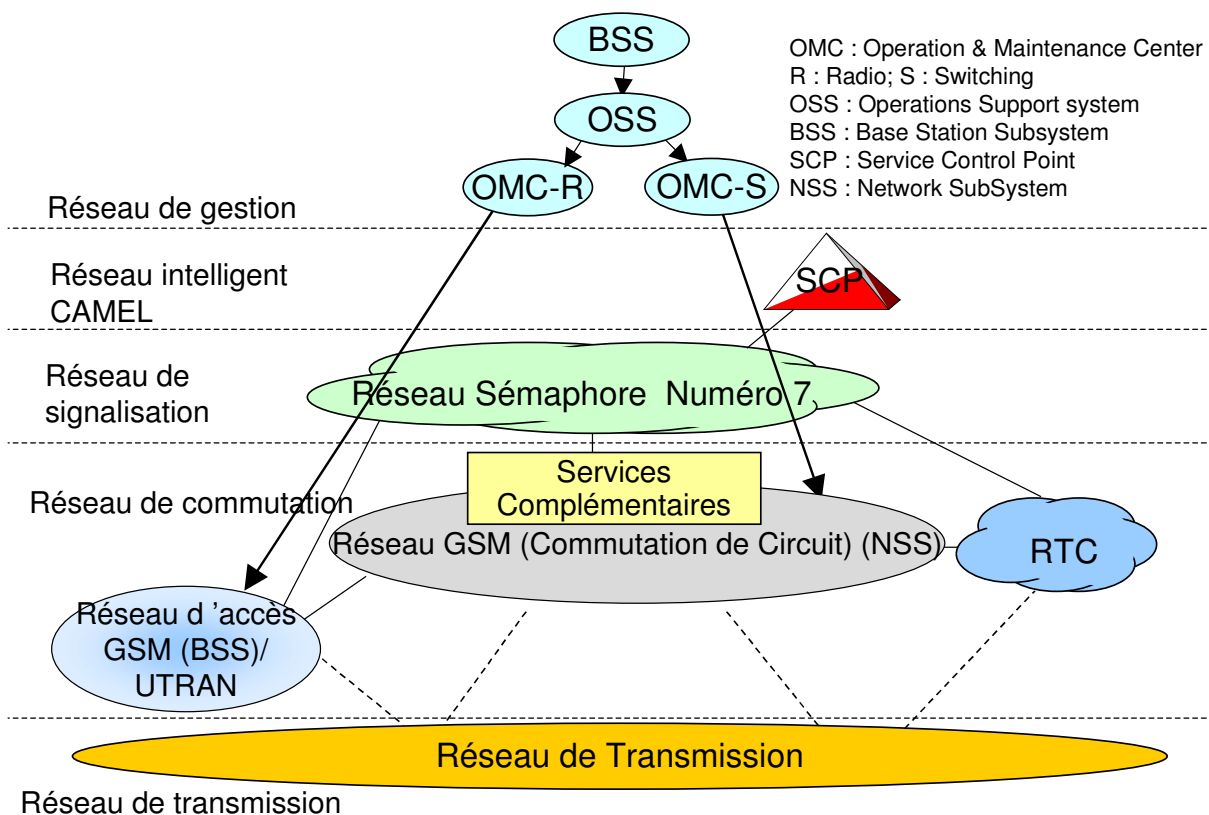 BSS
OMC : Operation & Maintenance Center
R : Radio; S : Switching
OSS : Operations Support system
BSS : Base Station Subsystem
SCP : Service Control Point
NSS : Network SubSystem
OSS
OMC-R
OMC-S
Réseau de gestion
Réseau intelligent
CAMEL
SCP
Réseau de
signalisation
Réseau Sémaphore Numéro 7
Services
Complémentaires
Réseau de commutation
Réseau GSM (Commutation de Circuit) (NSS)
RTC
Réseau d ’accès
GSM (BSS)/
UTRAN
Réseau de Transmission
Réseau de transmission